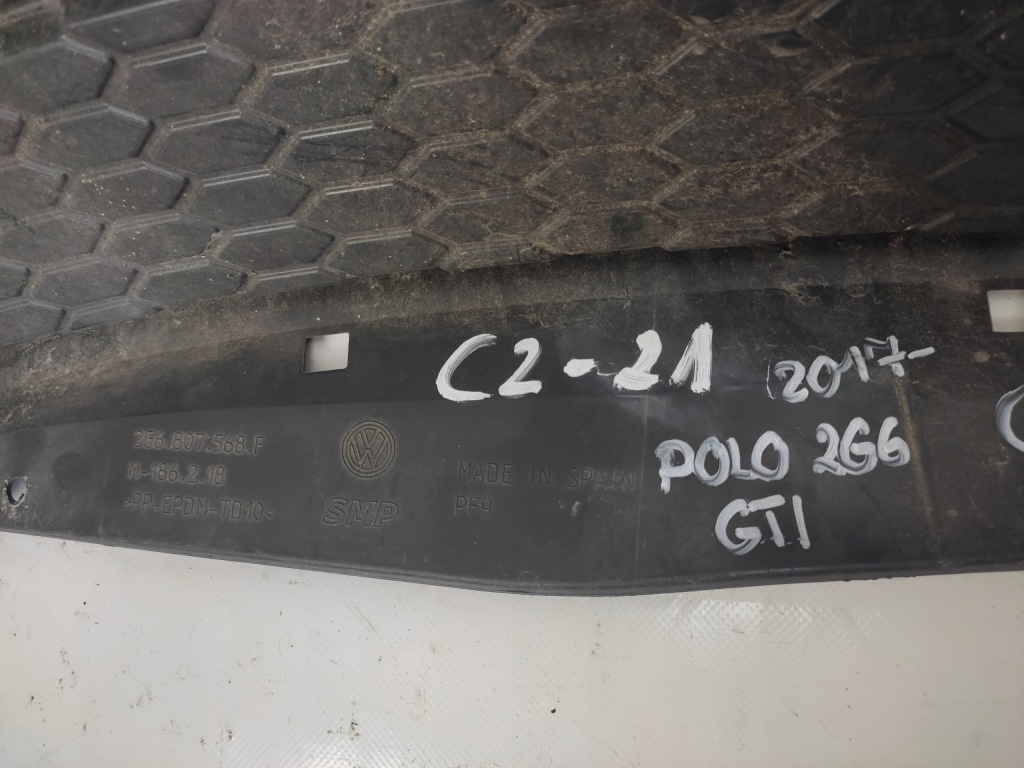 C2-21
(2017-
POLO 2G6
GTI
2G6.807.568.F
M-186.2.18
>PP-EPDM-TD10<
SMP
MADE IN SPAIN
PF9